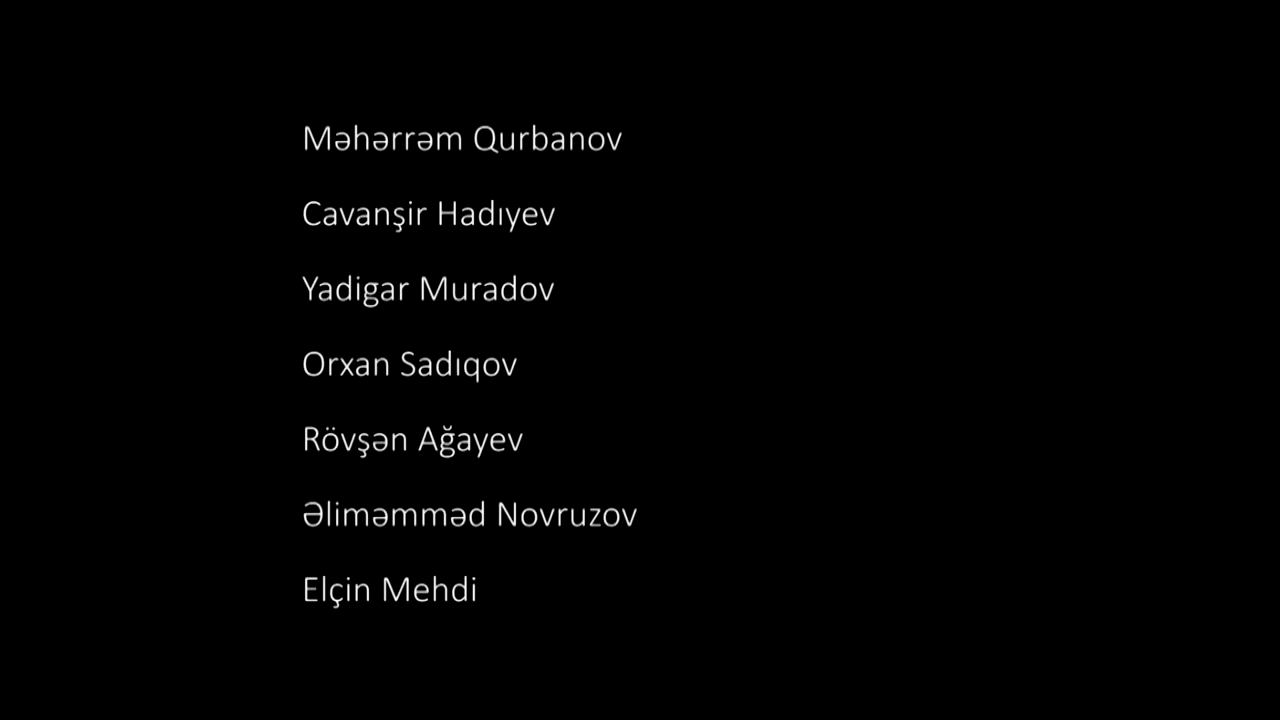 Məhərrəm Qurbanov
Cavanşir Hadıyev
Yadigar Muradov
Orxan Sadıqov
Rövşən Ağayev
Əliməmməd Novruzov
Elçin Mehdi